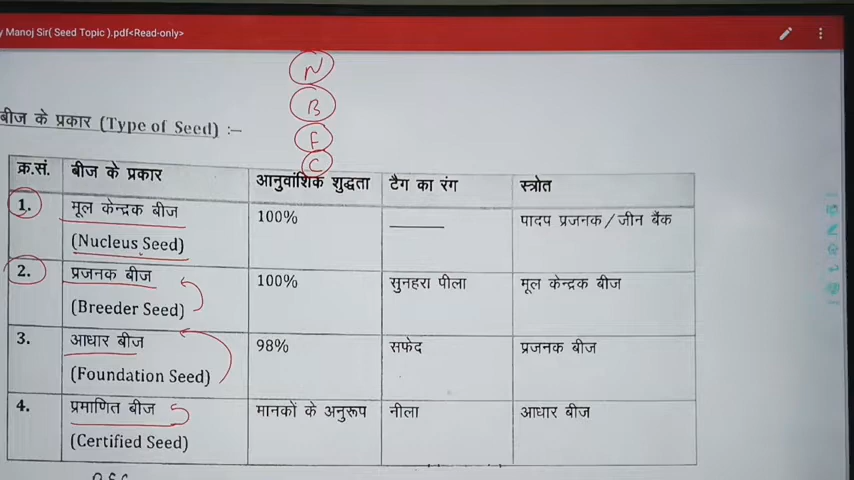 y Manoj Sir( Seed Topic ).pdf<Read-only>
N
B
F
C
बीज के प्रकार (Type of Seed) :–
क्र.सं. बीज के प्रकार आनुवांशिक शुद्धता टैग का रंग स्त्रोत
1. मूल केन्द्रक बीज 100% पादप प्रजनक/जीन बैंक
(Nucleus Seed)
2. प्रजनक बीज 100% सुनहरा पीला मूल केन्द्रक बीज
(Breeder Seed)
3. आधार बीज 98% सफेद प्रजनक बीज
(Foundation Seed)
4. प्रमाणित बीज मानकों के अनुरूप नीला आधार बीज
(Certified Seed)